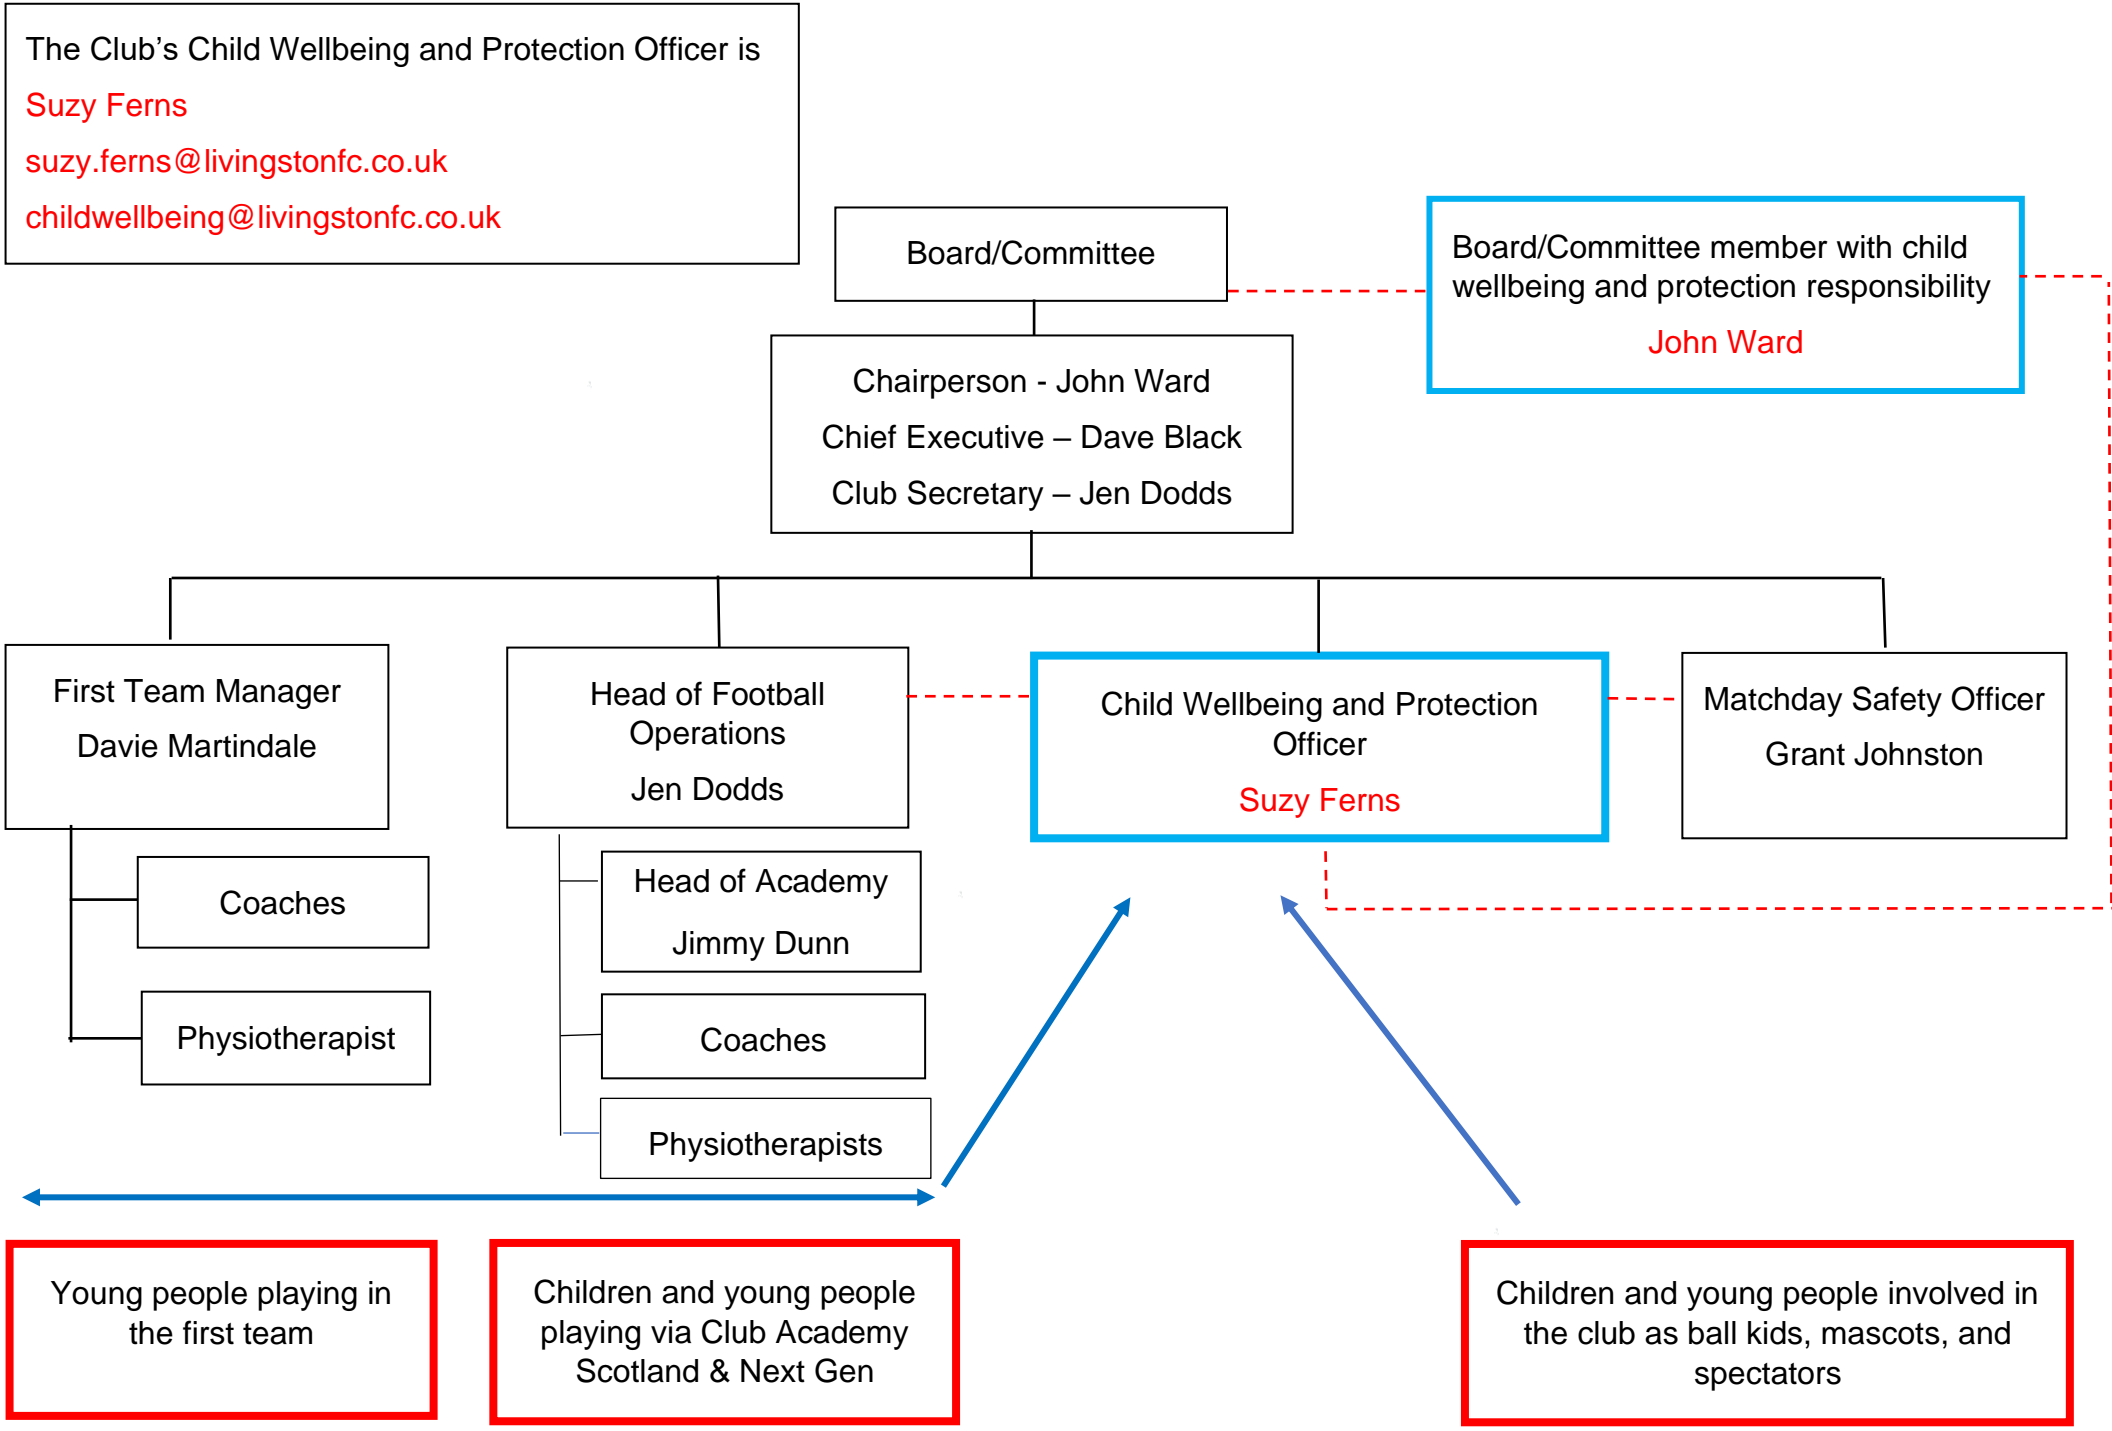 The Club’s Child Wellbeing and Protection Officer is
Suzy Ferns
suzy.ferns@livingstonfc.co.uk
childwellbeing@livingstonfc.co.uk
Board/Committee
Board/Committee member with child
wellbeing and protection responsibility
John Ward
Chairperson - John Ward
Chief Executive – Dave Black
Club Secretary – Jen Dodds
First Team Manager
Davie Martindale
Head of Football
Operations
Jen Dodds
Child Wellbeing and Protection
Officer
Suzy Ferns
Matchday Safety Officer
Grant Johnston
Coaches
Physiotherapist
Head of Academy
Jimmy Dunn
Coaches
Physiotherapists
Young people playing in
the first team
Children and young people
playing via Club Academy
Scotland & Next Gen
Children and young people involved in
the club as ball kids, mascots, and
spectators